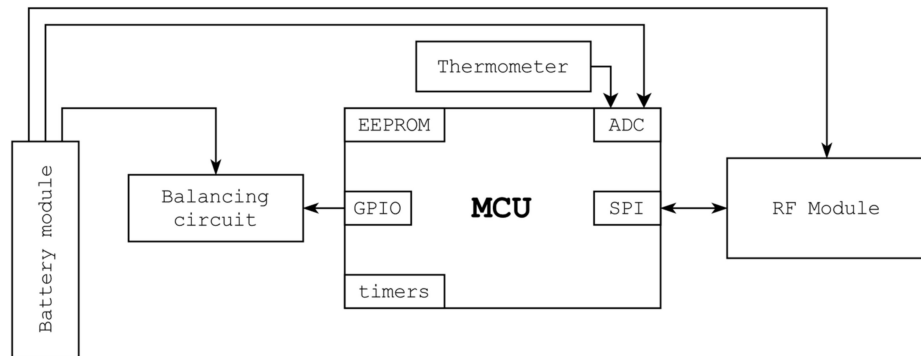 Thermometer
EEPROM
ADC
Balancing
circuit
GPIO
MCU
SPI
RF Module
Battery module
timers